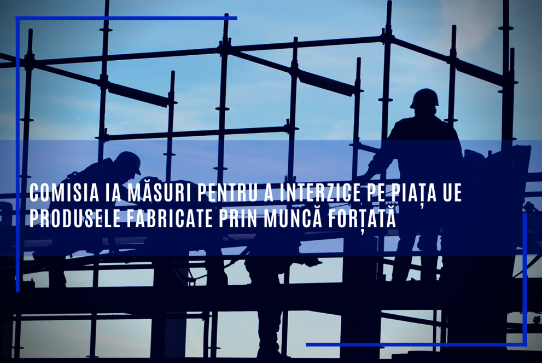 COMISIA IA MĂSURI PENTRU A INTERZICE PE PIAȚA UE
PRODUSELE FABRICATE PRIN MUNCĂ FORȚATĂ